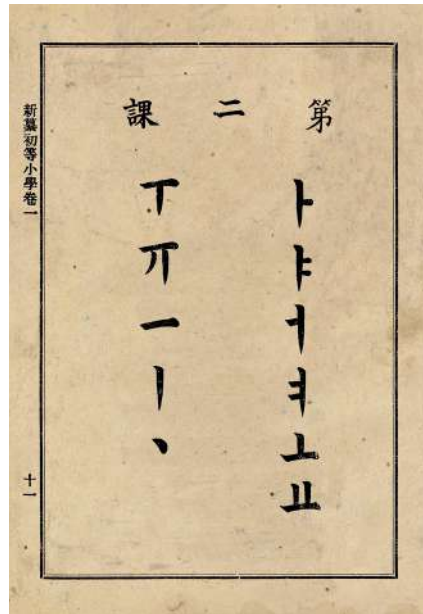 第二課
ㅏㅑㅓㅕㅗㅛ
ㅜㅠㅡㅣㆍ
新纂初等小學卷一
十一